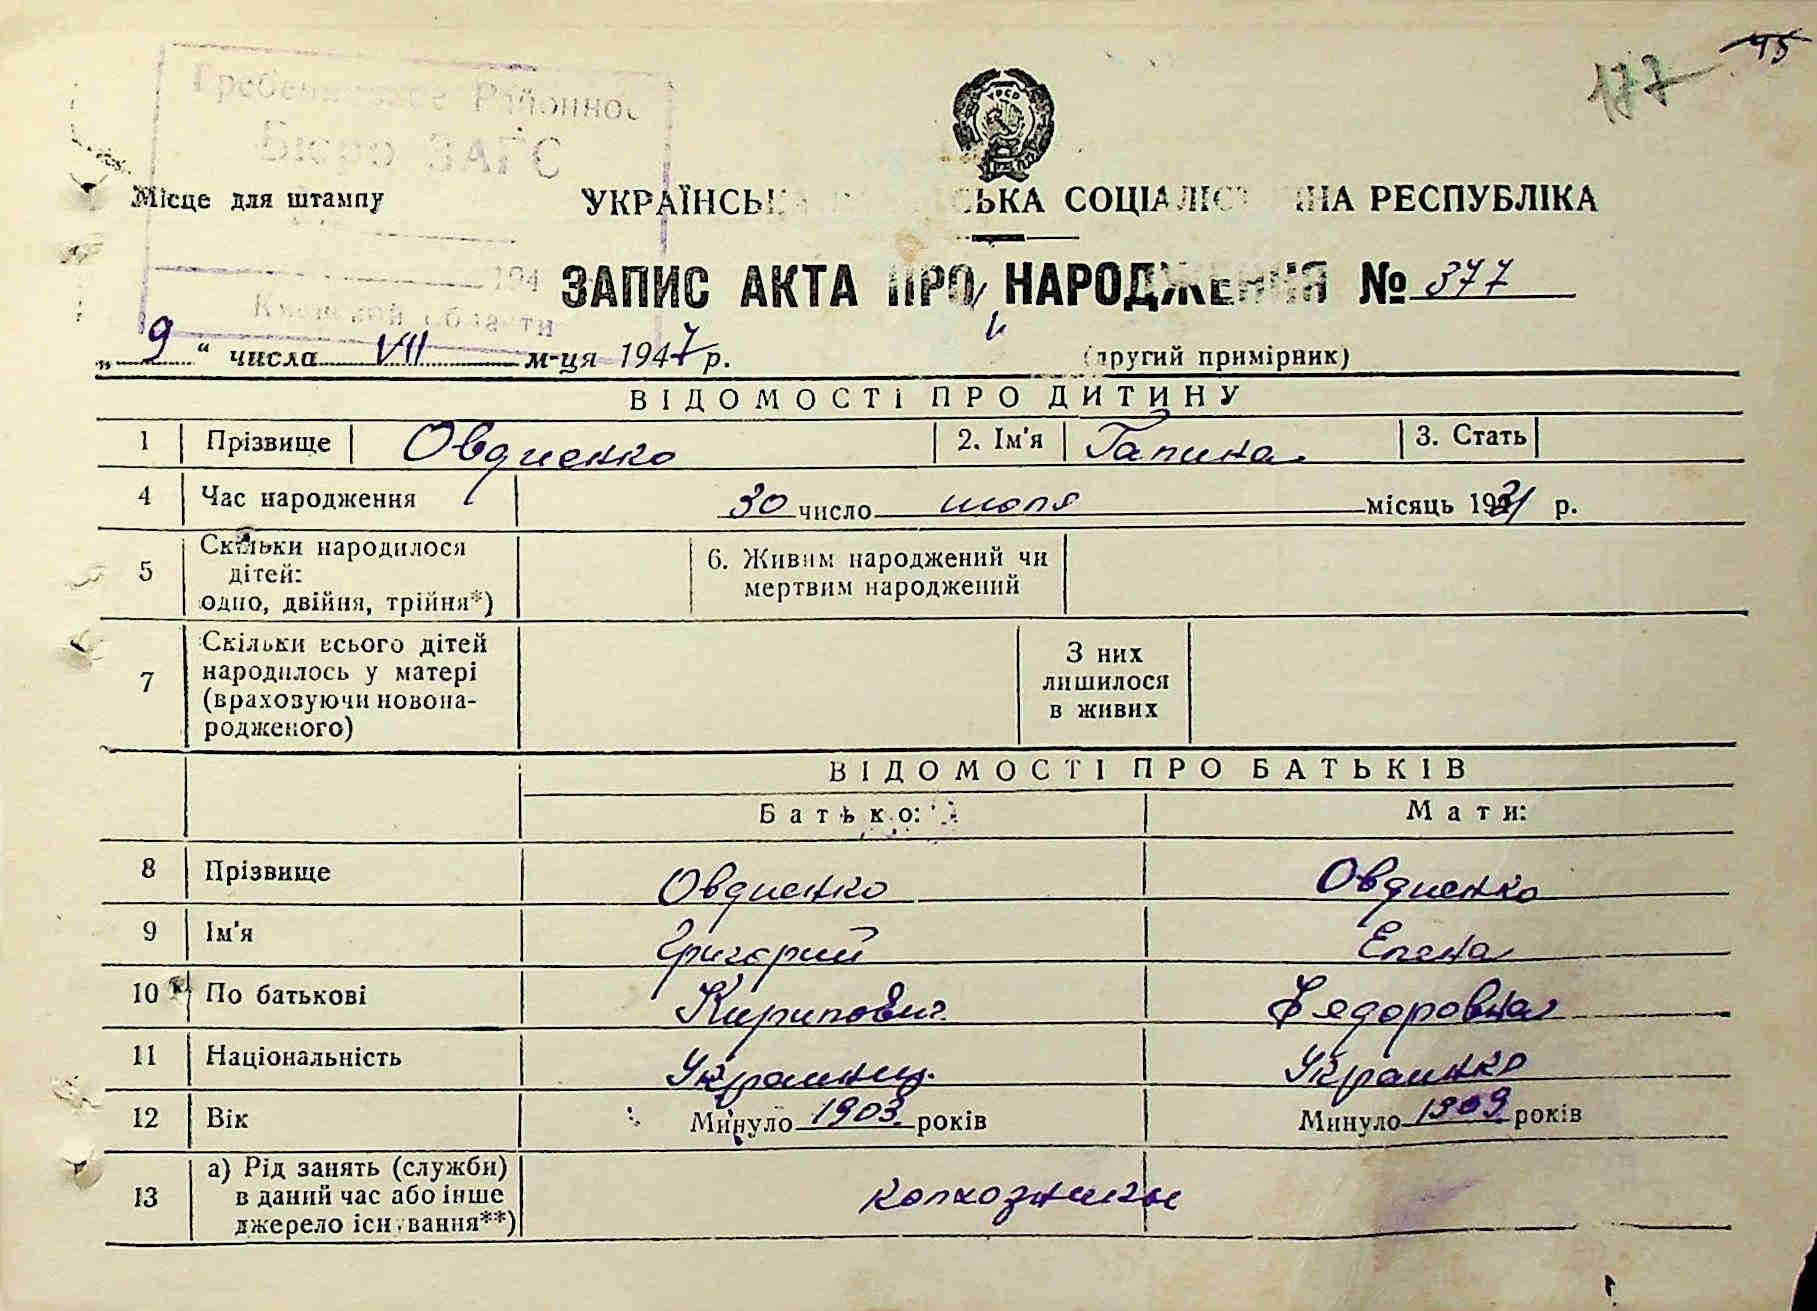 177 45
Районное
Бюро ЗАГС
УРСР
Місце для штампу
УКРАЇНСЬКА СОЦІАЛІСТИЧНА РЕСПУБЛІКА
194
области
ЗАПИС АКТА ПРО НАРОДЖЕННЯ № 377
„ 9 “ числа VII м-ця 1947 р. (другий примірник)
ВІДОМОСТІ ПРО ДИТИНУ
1 Прізвище Овдиенко 2. Ім'я Галина 3. Стать
4 Час народження 30 число июля місяць 1931 р.
5 Скільки народилося дітей: одно, двійня, трійня*) 6. Живим народжений чи мертвим народжений
7 Скільки всього дітей народилось у матері (враховуючи новонародженого) З них лишилося в живих
ВІДОМОСТІ ПРО БАТЬКІВ
Батько: Мати:
8 Прізвище Овдиенко Овдиенко
9 Ім'я Григорий Елена
10 По батькові Кирилович Федоровна
11 Національність Украинец Украинка
12 Вік Минуло 1903 років Минуло 1909 років
13 а) Рід занять (служби) в даний час або інше джерело існування**) колхозники